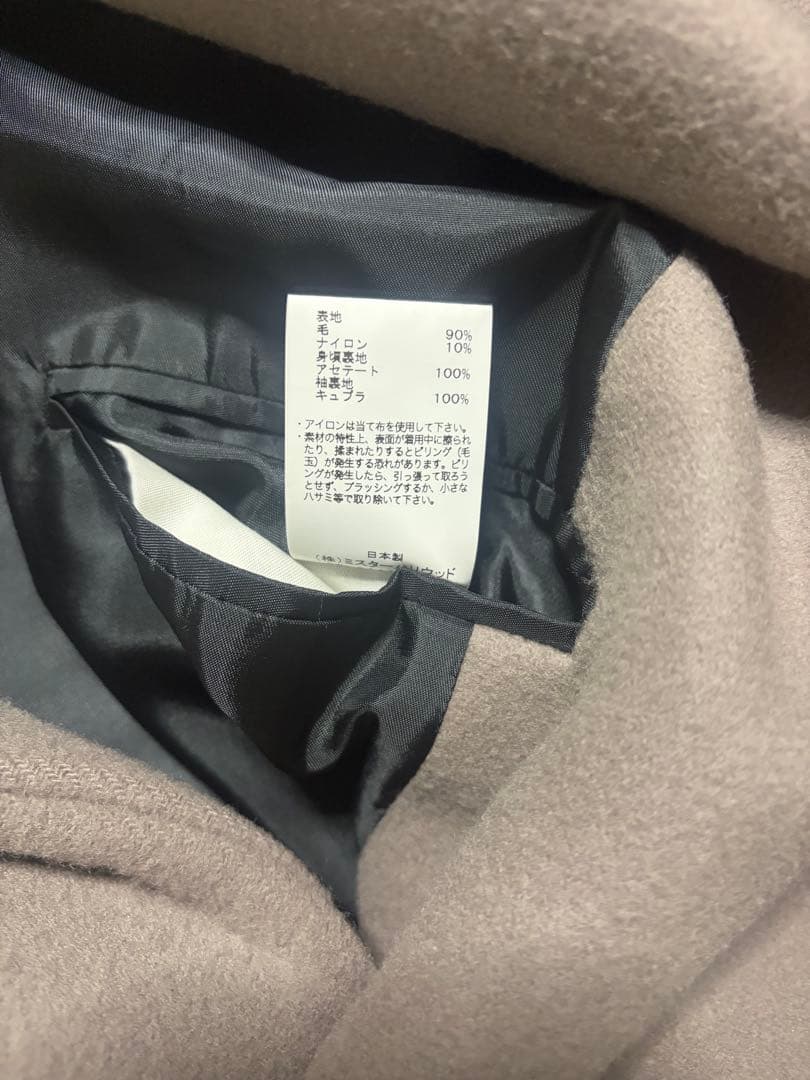 表地
毛 90%
ナイロン 10%
身頃裏地
アセテート 100%
袖裏地
キュプラ 100%
・アイロンは当て布を使用して下さい。
・素材の特性上、表面が着用中に擦られ
たり、揉まれたりするとピリング(毛
玉)が発生する恐れがあります。ピリ
ングが発生したら、引っ張って取ろう
とせず、ブラッシングするか、小さな
ハサミ等で取り除いて下さい。
日本製
(株)ミスターハリウッド